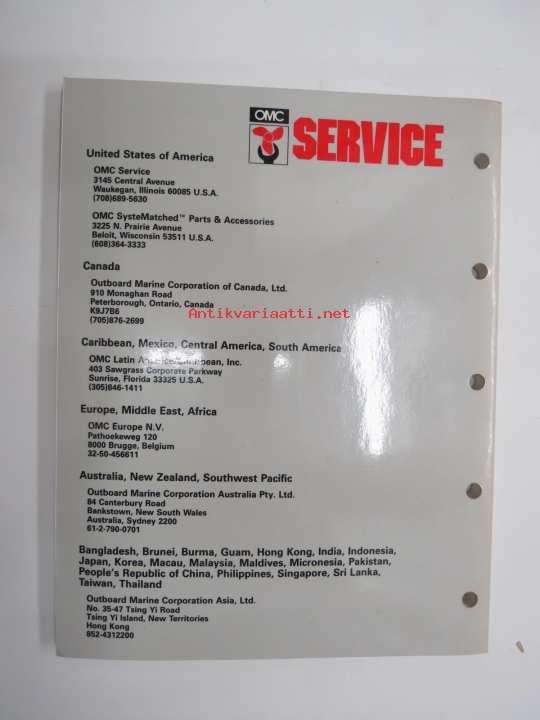 OMC
SERVICE
United States of America
OMC Service
3145 Central Avenue
Waukegan, Illinois 60085 U.S.A.
(708)689-5630
OMC SysteMatched™ Parts & Accessories
3225 N. Prairie Avenue
Beloit, Wisconsin 53511 U.S.A.
(608)364-3333
Canada
Outboard Marine Corporation of Canada, Ltd.
910 Monaghan Road
Peterborough, Ontario, Canada
K9J7B6
(705)876-2699
Antikvariaatti.net
Caribbean, Mexico, Central America, South America
OMC Latin America/Caribbean, Inc.
403 Sawgrass Corporate Parkway
Sunrise, Florida 33325 U.S.A.
(305)846-1411
Europe, Middle East, Africa
OMC Europe N.V.
Pathoekeweg 120
8000 Brugge, Belgium
32-50-456611
Australia, New Zealand, Southwest Pacific
Outboard Marine Corporation Australia Pty. Ltd.
84 Canterbury Road
Bankstown, New South Wales
Australia, Sydney 2200
61-2-790-0701
Bangladesh, Brunei, Burma, Guam, Hong Kong, India, Indonesia,
Japan, Korea, Macau, Malaysia, Maldives, Micronesia, Pakistan,
People's Republic of China, Philippines, Singapore, Sri Lanka,
Taiwan, Thailand
Outboard Marine Corporation Asia, Ltd.
No. 35-47 Tsing Yi Road
Tsing Yi Island, New Territories
Hong Kong
852-4312200